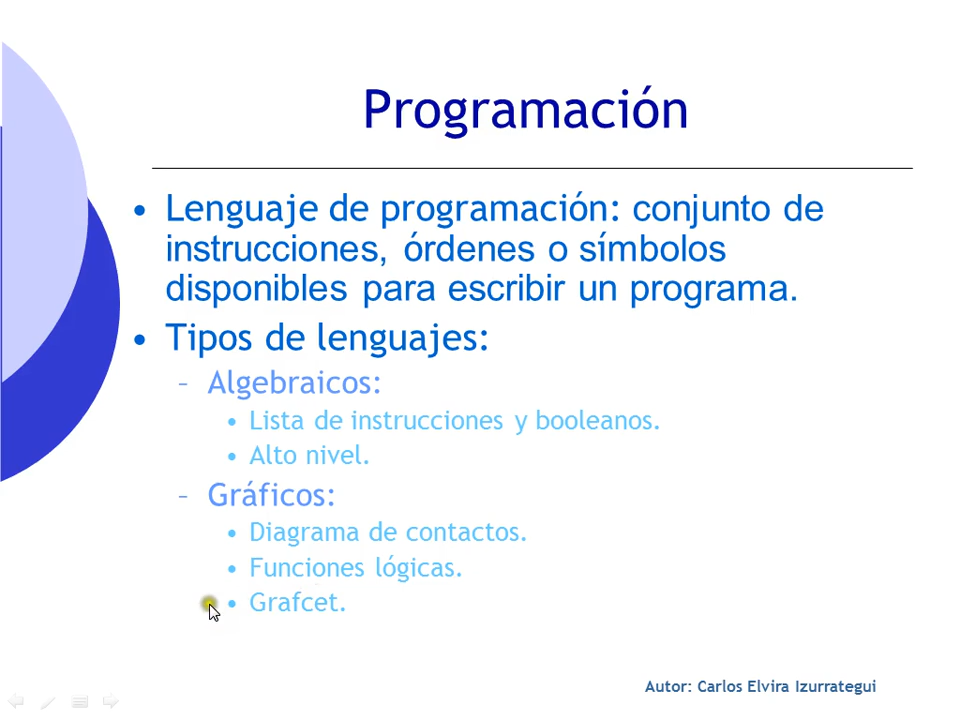 Programación
• Lenguaje de programación: conjunto de
instrucciones, órdenes o símbolos
disponibles para escribir un programa.
• Tipos de lenguajes:
– Algebraicos:
• Lista de instrucciones y booleanos.
• Alto nivel.
– Gráficos:
• Diagrama de contactos.
• Funciones lógicas.
• Grafcet.
Autor: Carlos Elvira Izurrategui